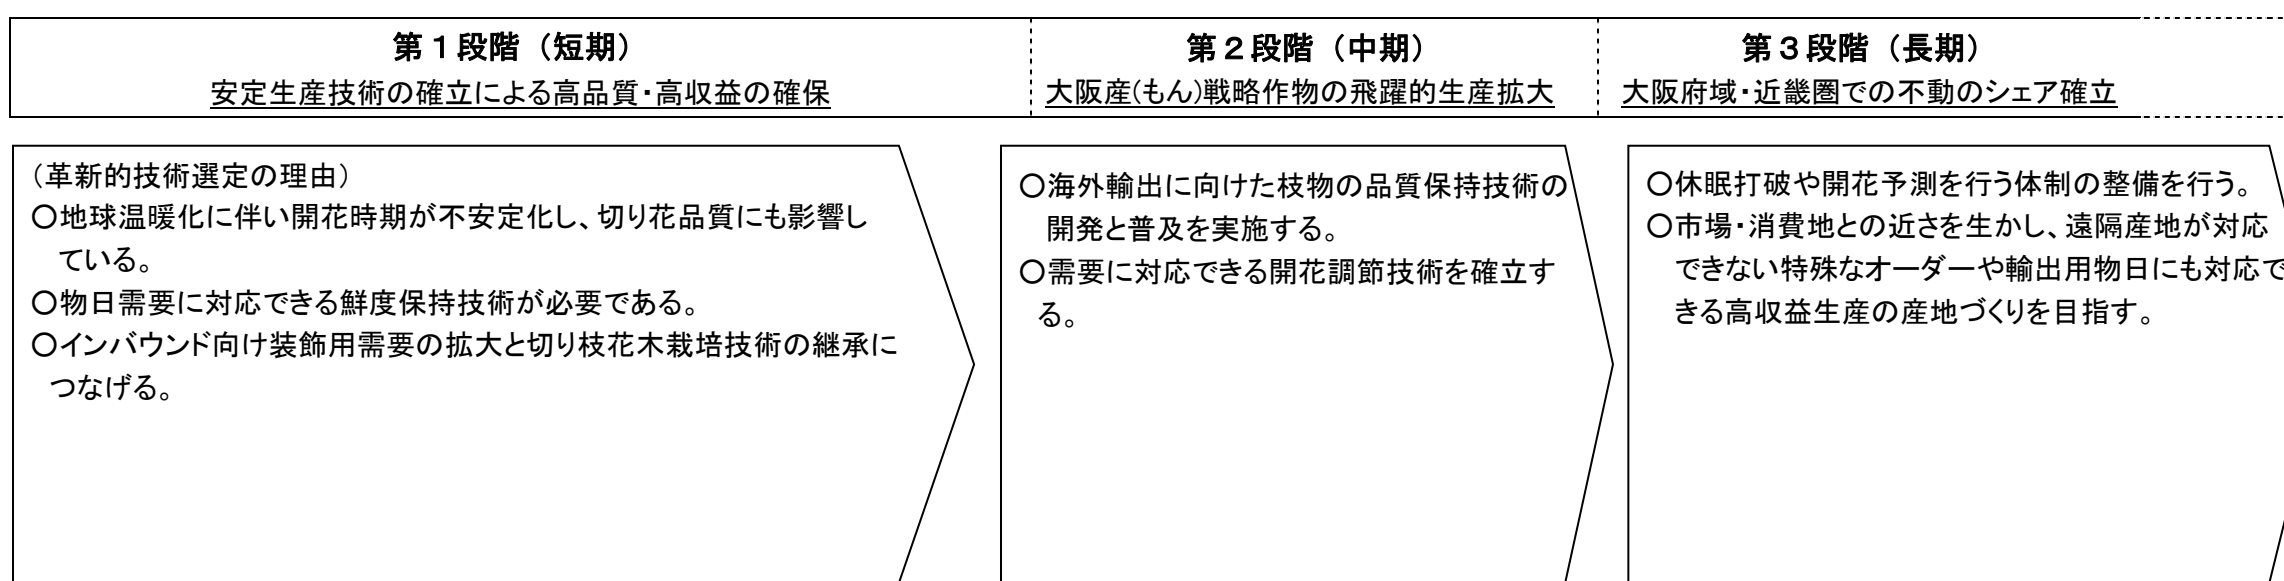 第１段階（短期）
安定生産技術の確立による高品質・高収益の確保
第２段階（中期）
大阪産(もん)戦略作物の飛躍的生産拡大
第３段階（長期）
大阪府域・近畿圏での不動のシェア確立
（革新的技術選定の理由）
○地球温暖化に伴い開花時期が不安定化し、切り花品質にも影響し
ている。
○物日需要に対応できる鮮度保持技術が必要である。
○インバウンド向け装飾用需要の拡大と切り枝花木栽培技術の継承に
つなげる。
○海外輸出に向けた枝物の品質保持技術の
開発と普及を実施する。
○需要に対応できる開花調節技術を確立す
る。
○休眠打破や開花予測を行う体制の整備を行う。
○市場・消費地との近さを生かし、遠隔産地が対応
できない特殊なオーダーや輸出用物日にも対応で
きる高収益生産の産地づくりを目指す。